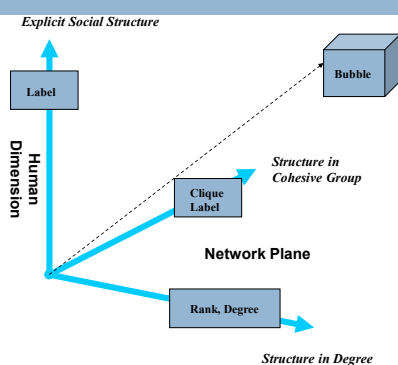 Explicit Social Structure
Bubble
Label
Human
Dimension
Structure in
Cohesive Group
Clique
Label
Network Plane
Rank, Degree
Structure in Degree